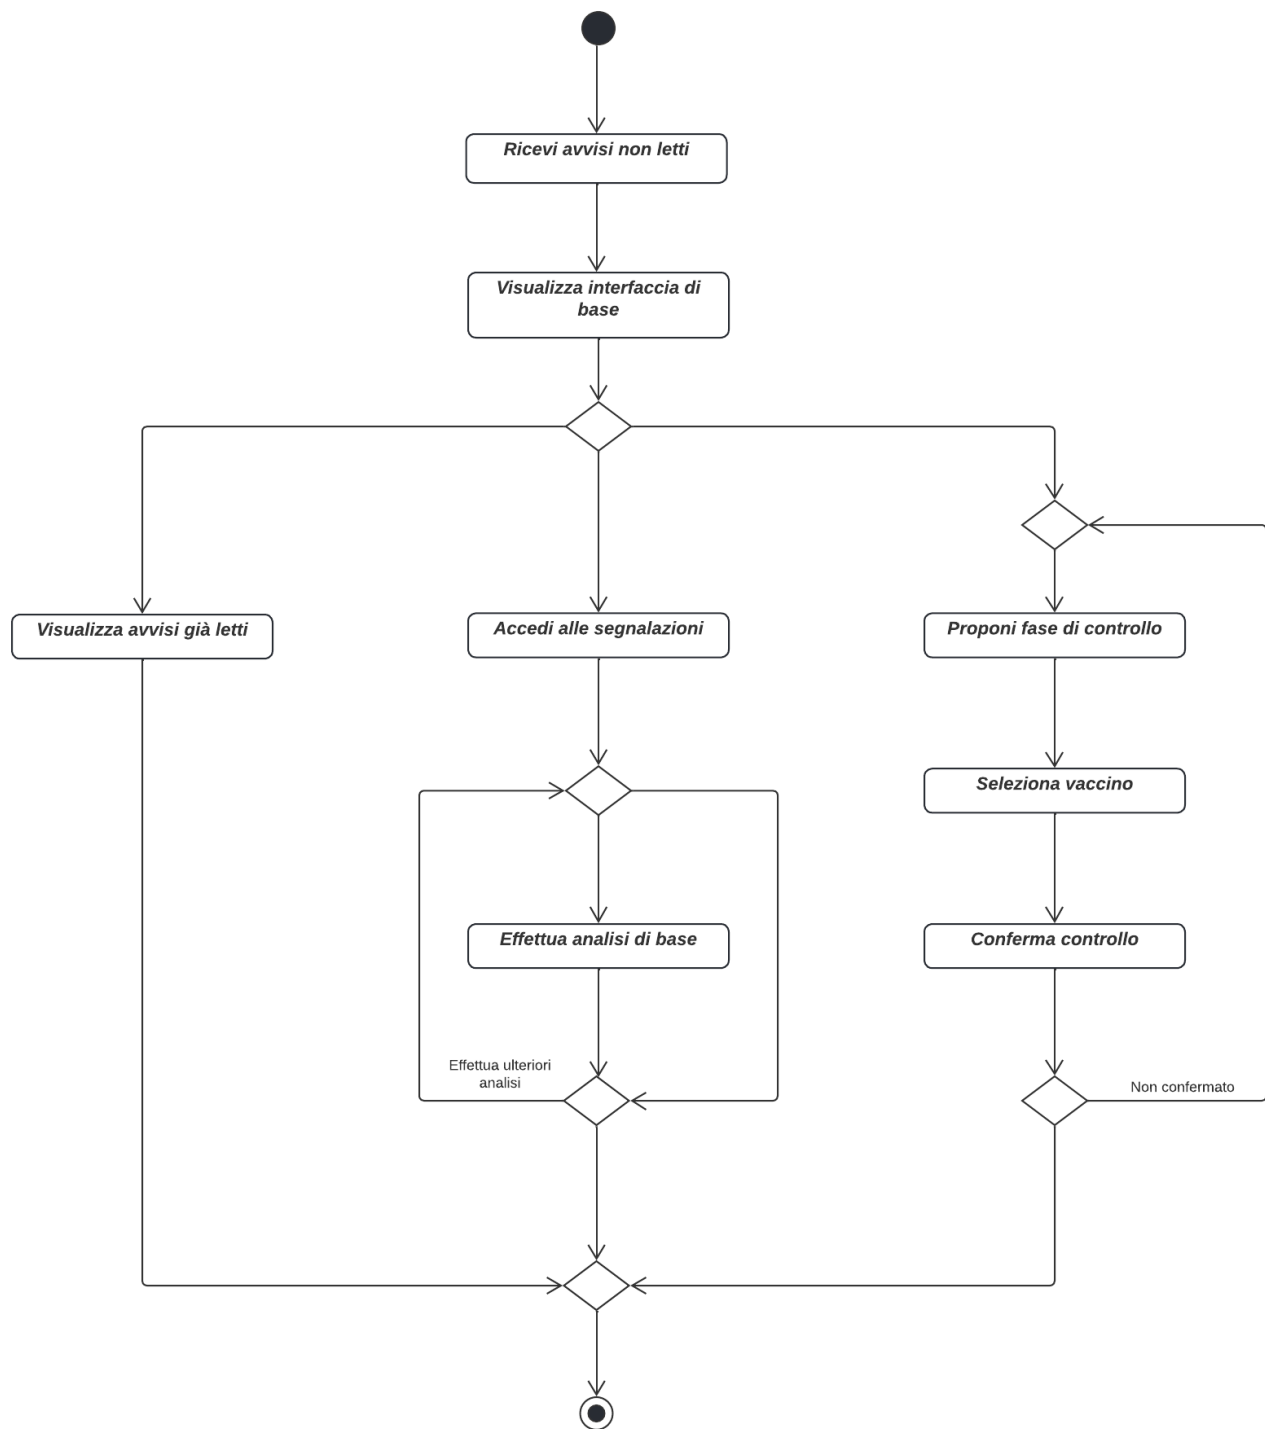 Ricevi avvisi non letti
Visualizza interfaccia di
base
Visualizza avvisi già letti
Accedi alle segnalazioni
Proponi fase di controllo
Seleziona vaccino
Effettua analisi di base
Conferma controllo
Effettua ulteriori
analisi
Non confermato